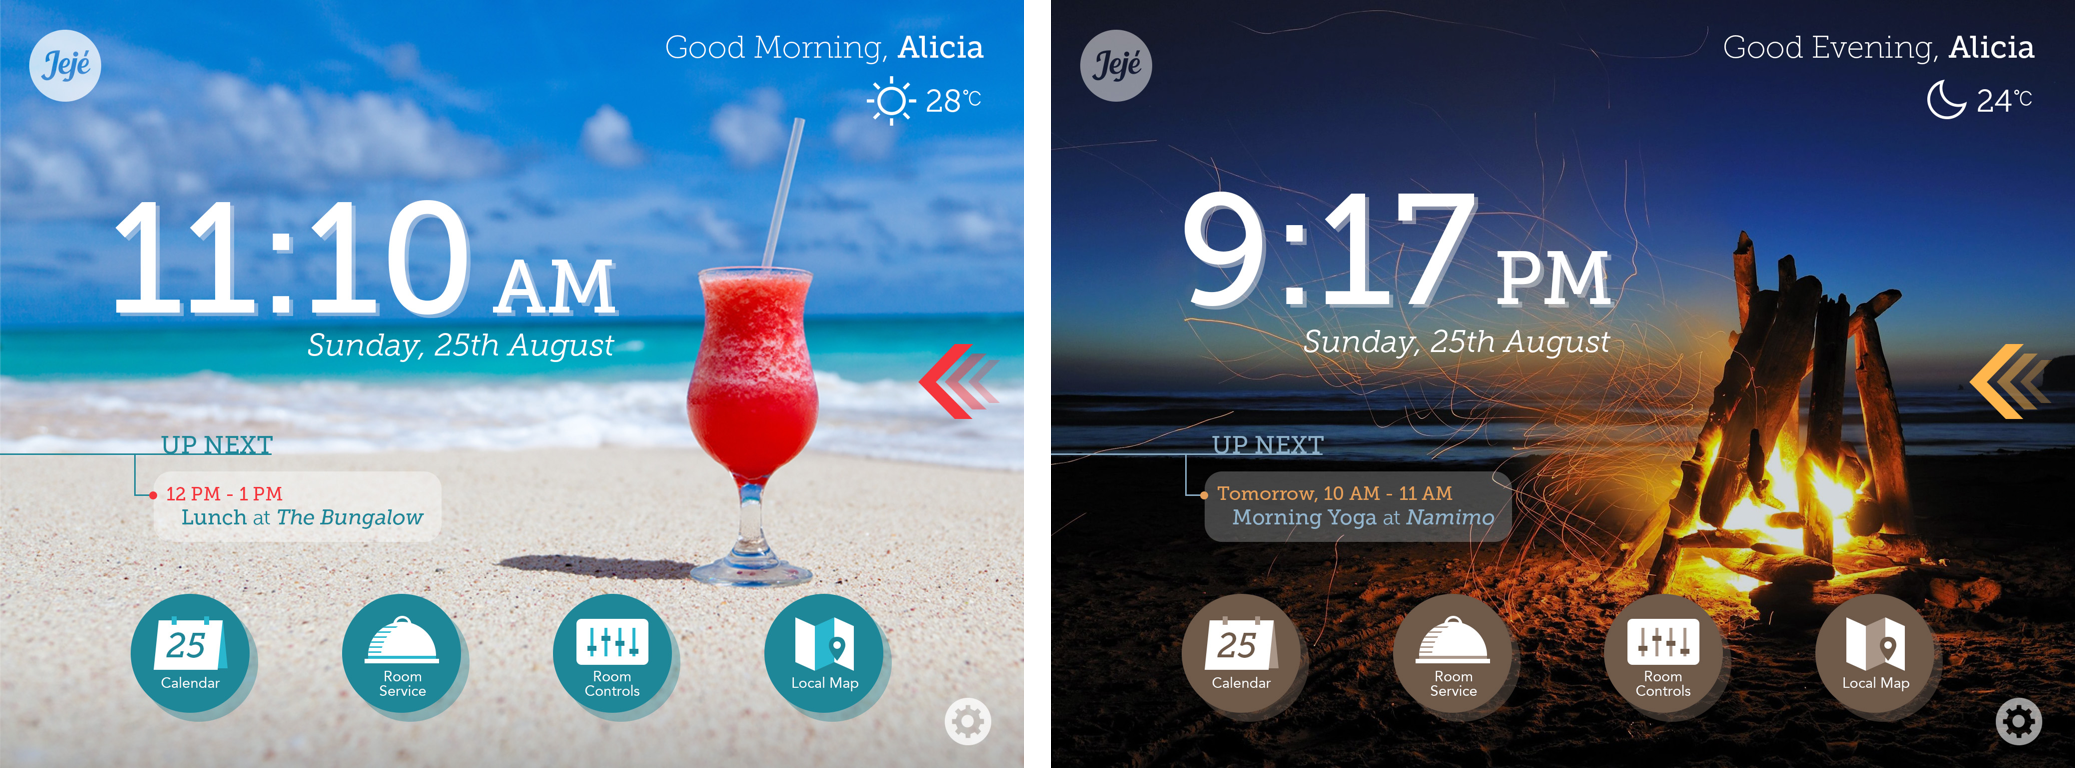 Jejé
Good Morning, Alicia
28°C
11:10 AM
Sunday, 25th August
UP NEXT
12 PM - 1 PM
Lunch at The Bungalow
25
Calendar
Room
Service
Room
Controls
Local Map
Jejé
Good Evening, Alicia
24°C
9:17 PM
Sunday, 25th August
UP NEXT
Tomorrow, 10 AM - 11 AM
Morning Yoga at Namimo
25
Calendar
Room
Service
Room
Controls
Local Map